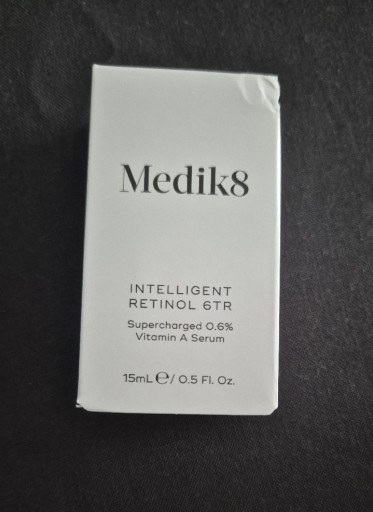 Medik8
INTELLIGENT
RETINOL 6TR
Supercharged 0.6%
Vitamin A Serum
15mL ℮/ 0.5 Fl. Oz.